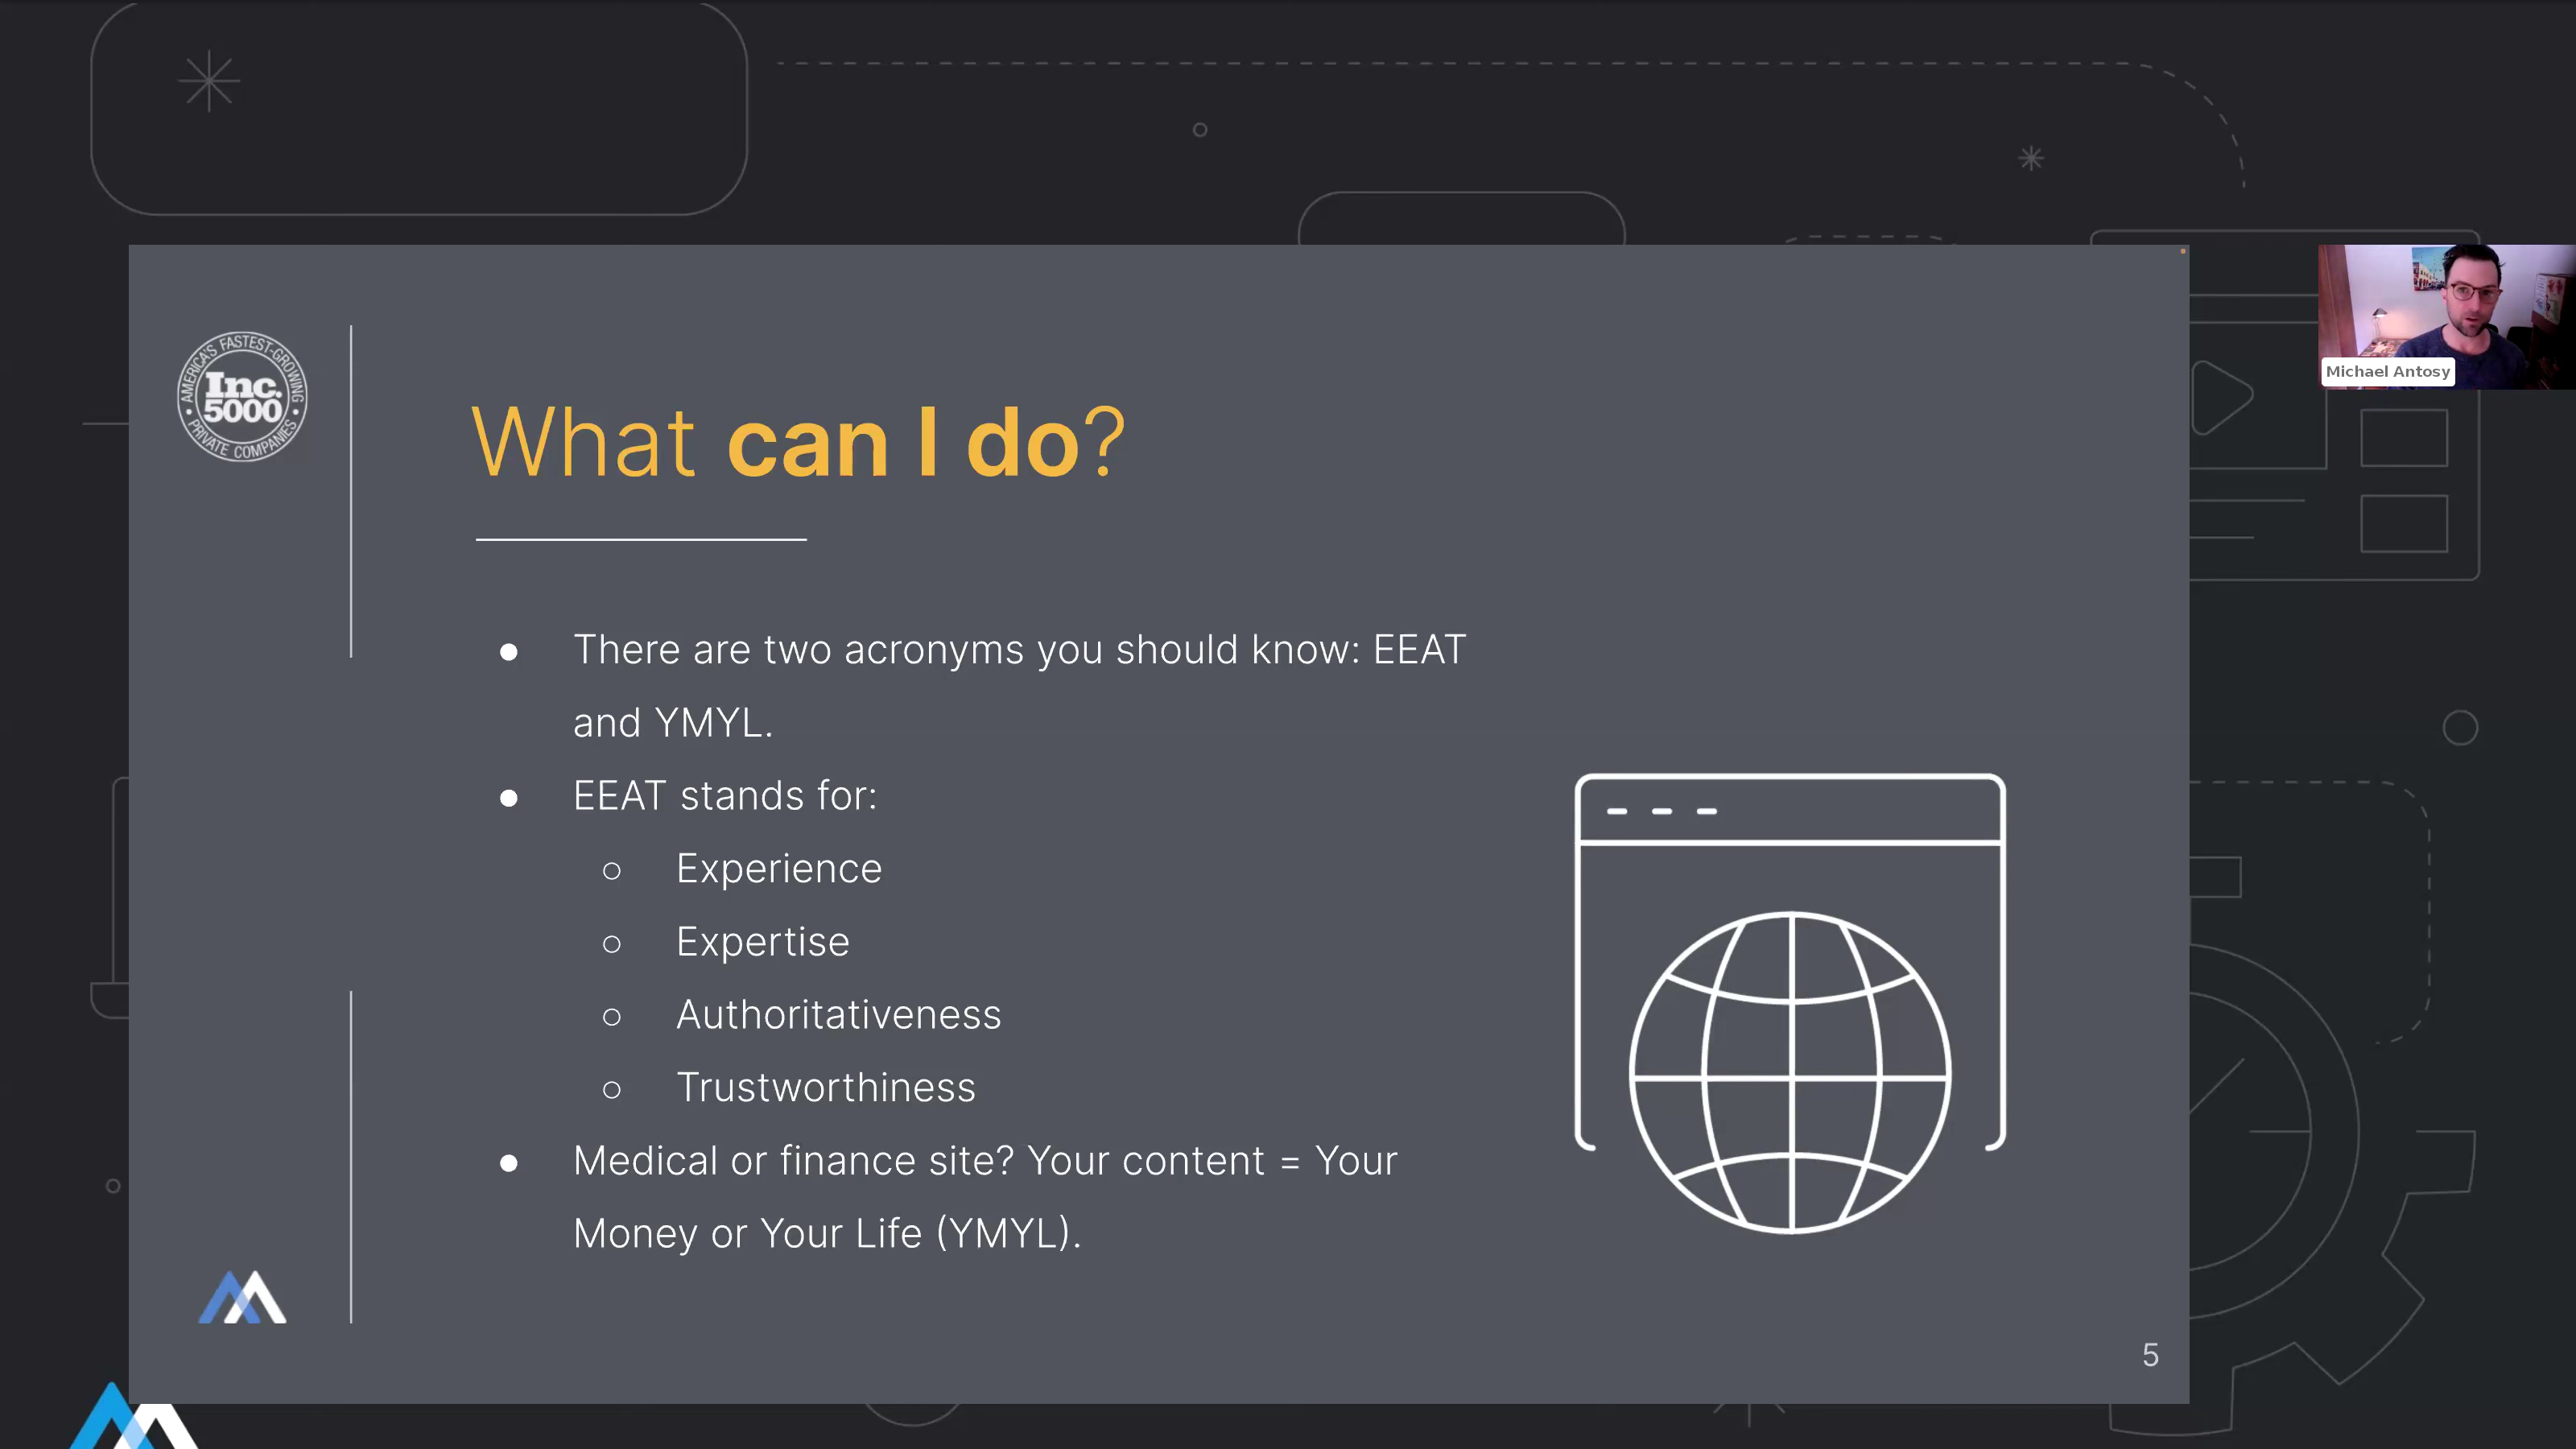 AMERICA'S FASTEST-GROWING
Inc.
5000
PRIVATE COMPANIES
What can I do?
● There are two acronyms you should know: EEAT
and YMYL.
● EEAT stands for:
○ Experience
○ Expertise
○ Authoritativeness
○ Trustworthiness
● Medical or finance site? Your content = Your
Money or Your Life (YMYL).
5
Michael Antosy